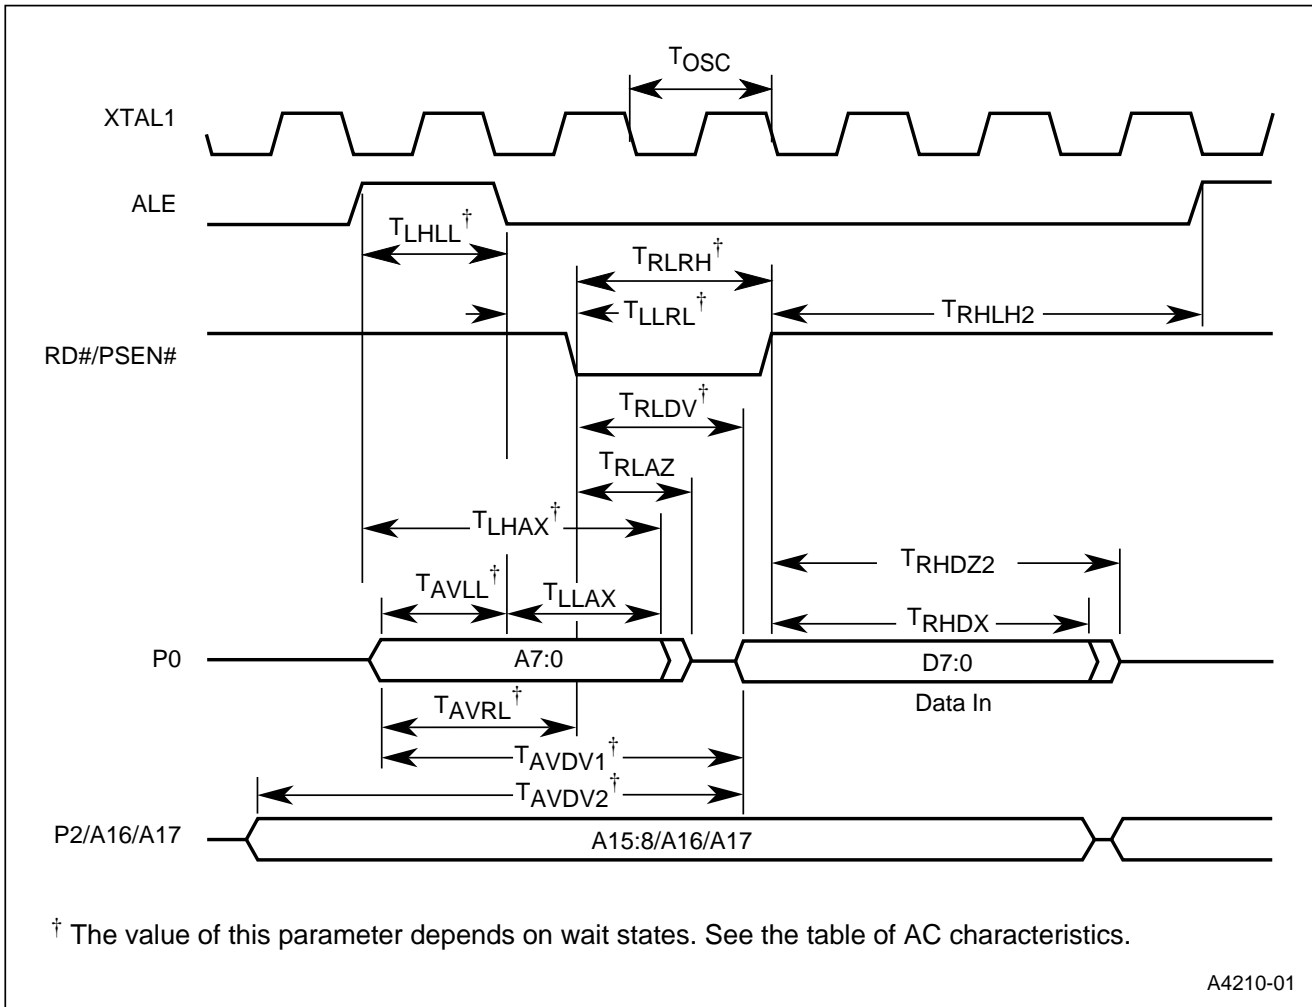 TOSC
XTAL1
ALE
TLHLL†
TRLRH†
TLLRL†
TRHLH2
RD#/PSEN#
TRLDV†
TRLAZ
TLHAX†
TRHDZ2
TAVLL†
TLLAX
TRHDX
P0
A7:0
D7:0
Data In
TAVRL†
TAVDV1†
TAVDV2†
P2/A16/A17
A15:8/A16/A17
† The value of this parameter depends on wait states. See the table of AC characteristics.
A4210-01